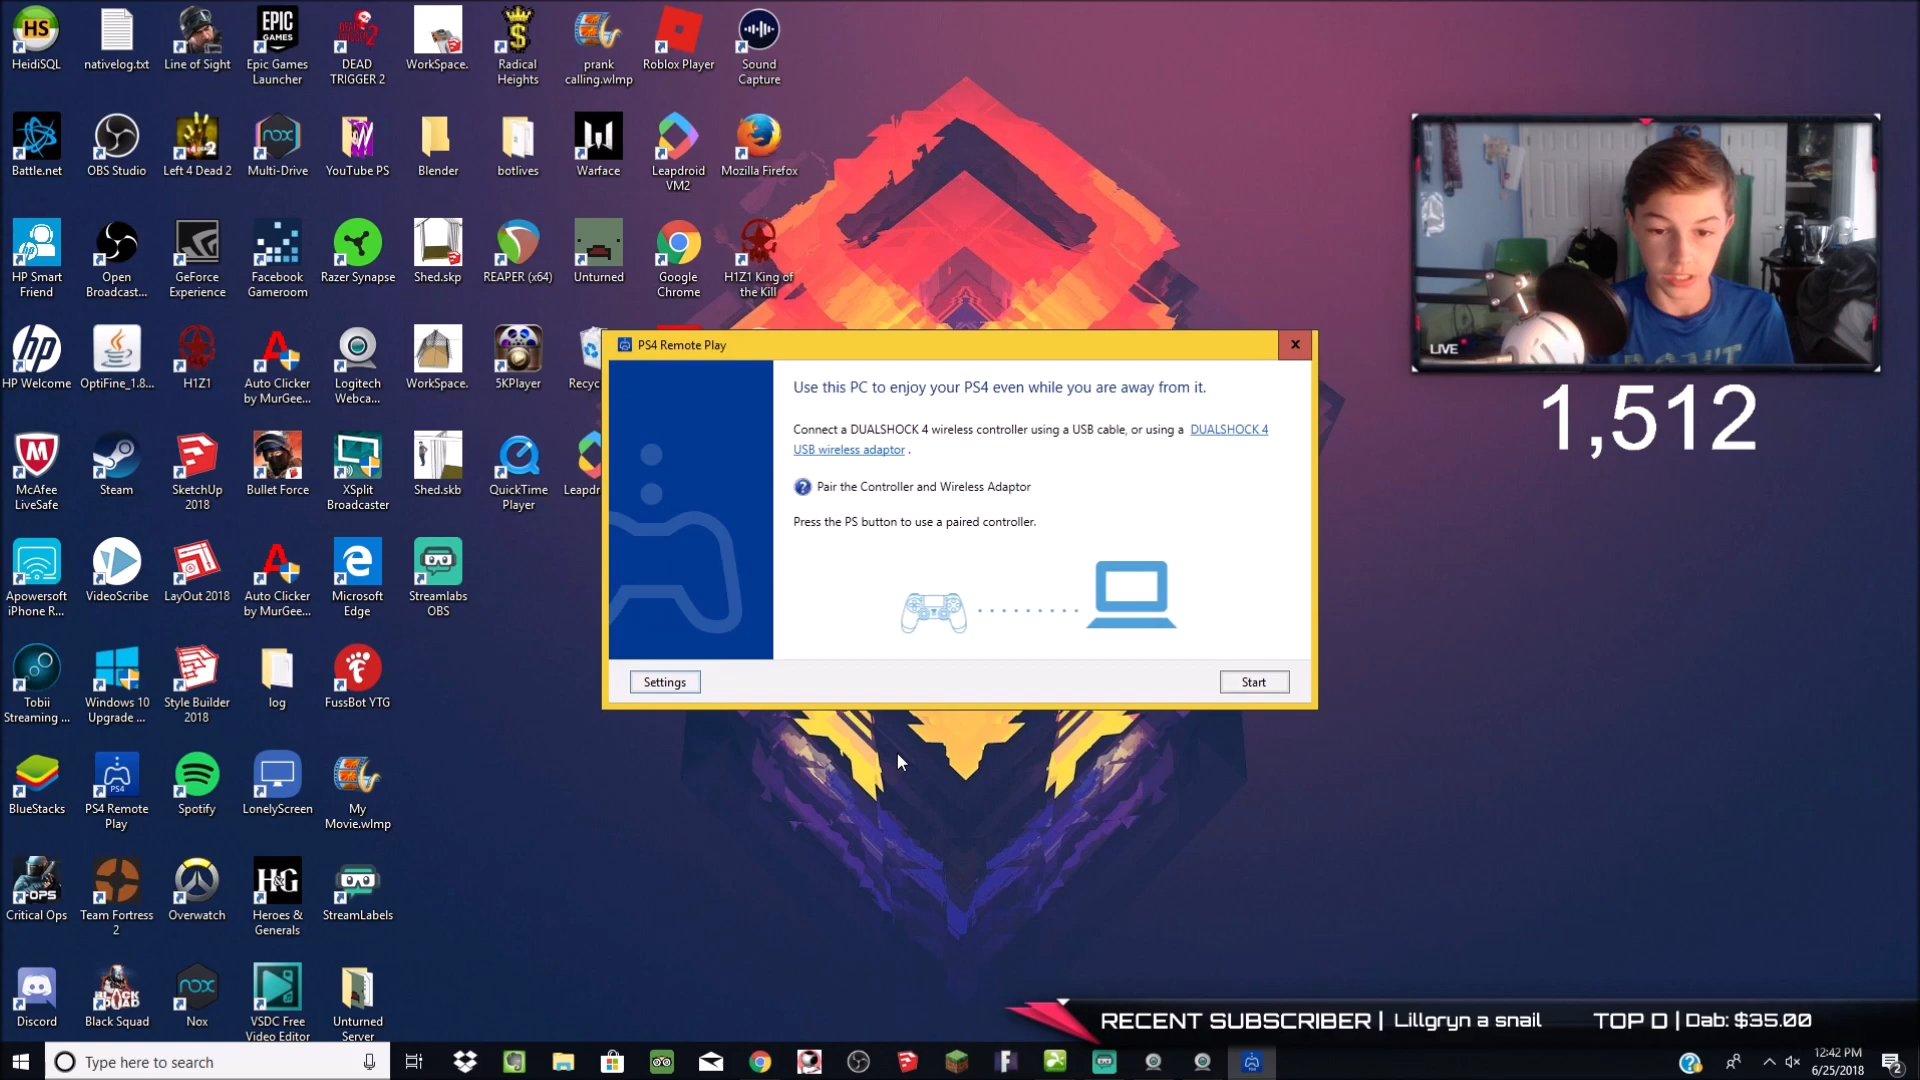 HeidiSQL
nativelog.txt
Line of Sight
Epic Games
Launcher
DEAD
TRIGGER 2
WorkSpace.
Radical
Heights
prank
calling.wlmp
Roblox Player
Sound
Capture
Battle.net
OBS Studio
Left 4 Dead 2
Multi-Drive
YouTube PS
Blender
botlives
Warface
Leapdroid
VM2
Mozilla Firefox
HP Smart
Friend
Open
Broadcast...
GeForce
Experience
Facebook
Gameroom
Razer Synapse
Shed.skp
REAPER (x64)
Unturned
Google
Chrome
H1Z1 King of
the Kill
HP Welcome
OptiFine_1.8...
H1Z1
Auto Clicker
by MurGee...
Logitech
Webca...
WorkSpace.
5KPlayer
Recyc
McAfee
LiveSafe
Steam
SketchUp
2018
Bullet Force
XSplit
Broadcaster
Shed.skb
QuickTime
Player
Leapdr
Apowersoft
iPhone R...
VideoScribe
LayOut 2018
Auto Clicker
by MurGee...
Microsoft
Edge
Streamlabs
OBS
Tobii
Streaming ...
Windows 10
Upgrade ...
Style Builder
2018
log
FussBot YTG
BlueStacks
PS4 Remote
Play
Spotify
LonelyScreen
My
Movie.wlmp
Critical Ops
Team Fortress
2
Overwatch
Heroes &
Generals
StreamLabels
Discord
Black Squad
Nox
VSDC Free
Video Editor
Unturned
Server
PS4 Remote Play
x
Use this PC to enjoy your PS4 even while you are away from it.
Connect a DUALSHOCK 4 wireless controller using a USB cable, or using a DUALSHOCK 4
USB wireless adaptor .
? Pair the Controller and Wireless Adaptor
Press the PS button to use a paired controller.
Settings
Start
LIVE
1,512
RECENT SUBSCRIBER | Lillgryn a snail
TOP D | Dab: $35.00
Type here to search
12:42 PM
6/25/2018
2